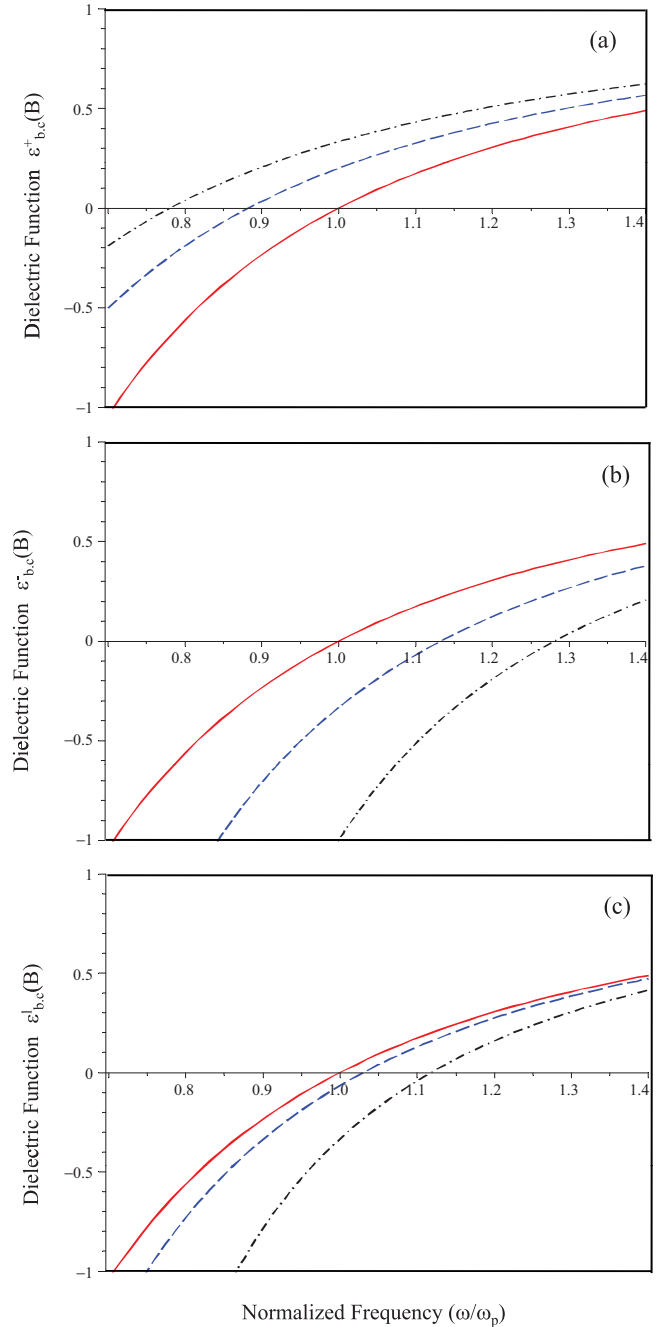 (a)
Dielectric Function ε⁺b.c(B)
1
0.5
0
−0.5
−1
0.8 0.9 1.0 1.1 1.2 1.3 1.4
(b)
Dielectric Function ε⁻b.c(B)
1
0.5
0
−0.5
−1
0.8 0.9 1.0 1.1 1.2 1.3 1.4
(c)
Dielectric Function ε|b.c(B)
1
0.5
0
−0.5
−1
0.8 0.9 1.0 1.1 1.2 1.3 1.4
Normalized Frequency (ω/ωp)